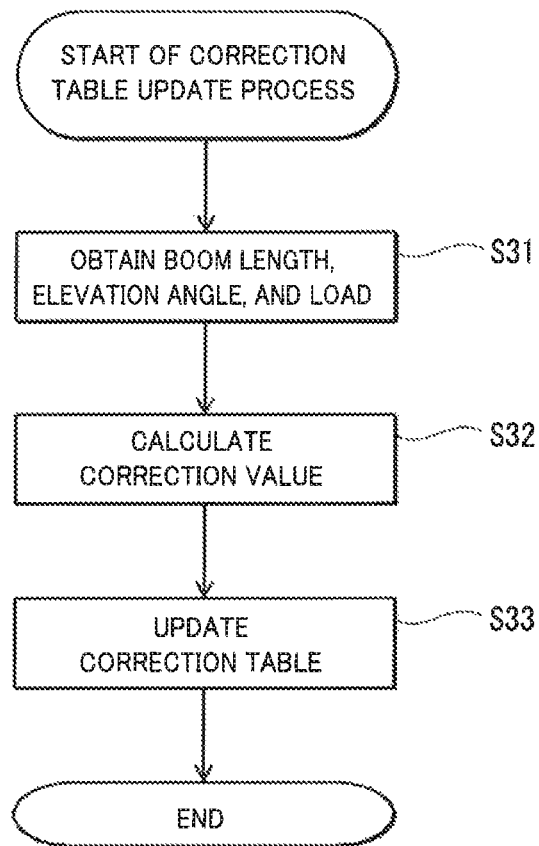 START OF CORRECTION
TABLE UPDATE PROCESS
OBTAIN BOOM LENGTH,
ELEVATION ANGLE, AND LOAD
S31
CALCULATE
CORRECTION VALUE
S32
UPDATE
CORRECTION TABLE
S33
END